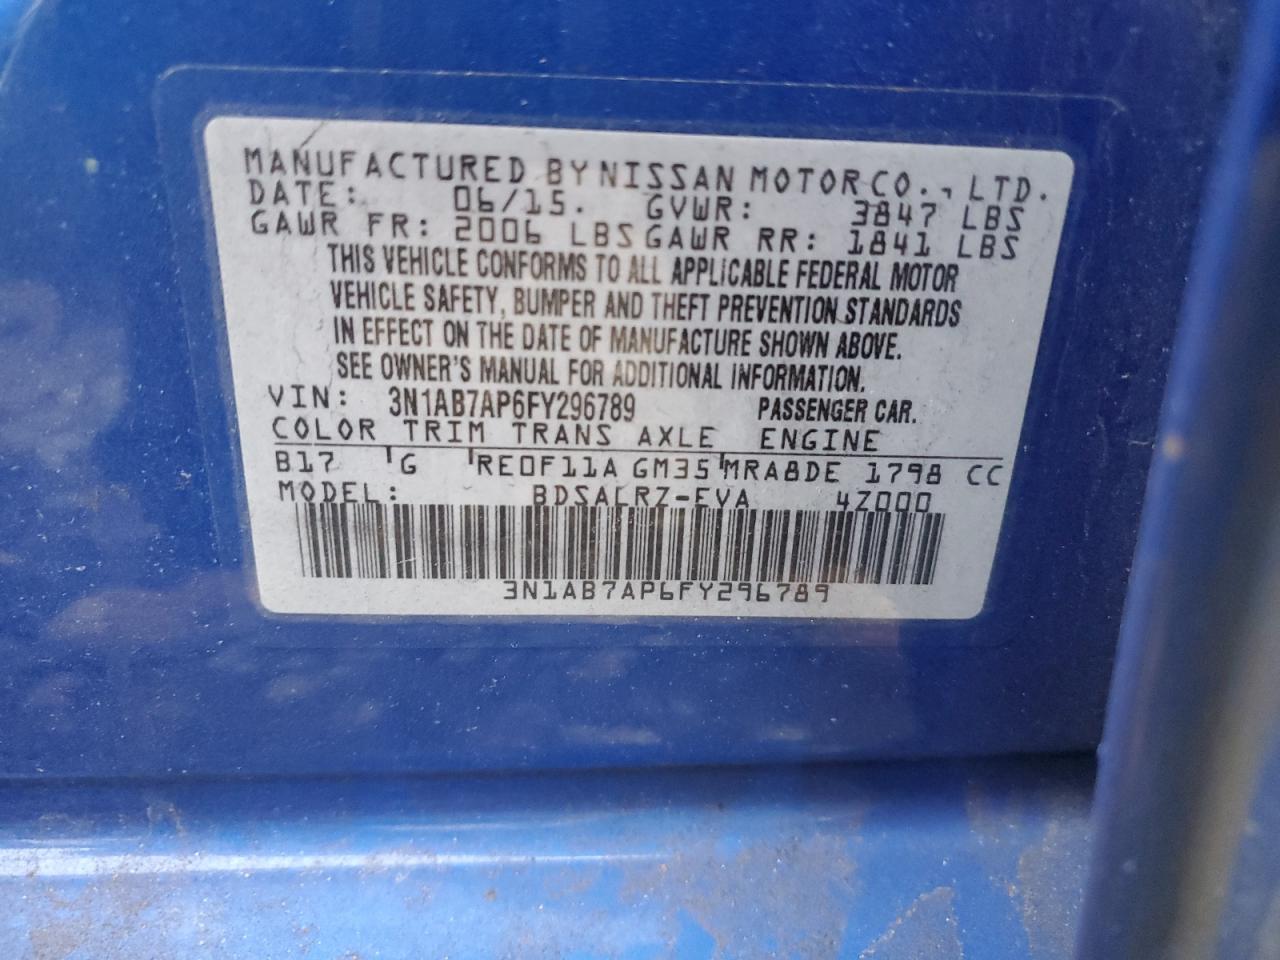 MANUFACTURED BY NISSAN MOTOR CO., LTD.
DATE: 06/15. GVWR: 3847 LBS
GAWR FR: 2006 LBS GAWR RR: 1841 LBS
THIS VEHICLE CONFORMS TO ALL APPLICABLE FEDERAL MOTOR
VEHICLE SAFETY, BUMPER AND THEFT PREVENTION STANDARDS
IN EFFECT ON THE DATE OF MANUFACTURE SHOWN ABOVE.
SEE OWNER'S MANUAL FOR ADDITIONAL INFORMATION.
VIN: 3N1AB7AP6FY296789 PASSENGER CAR.
COLOR TRIM TRANS AXLE ENGINE
B17 G RE0F11A GM35 MRA8DE 1798 CC
MODEL: BDSALRZ-EVA 4Z000
3N1AB7AP6FY296789